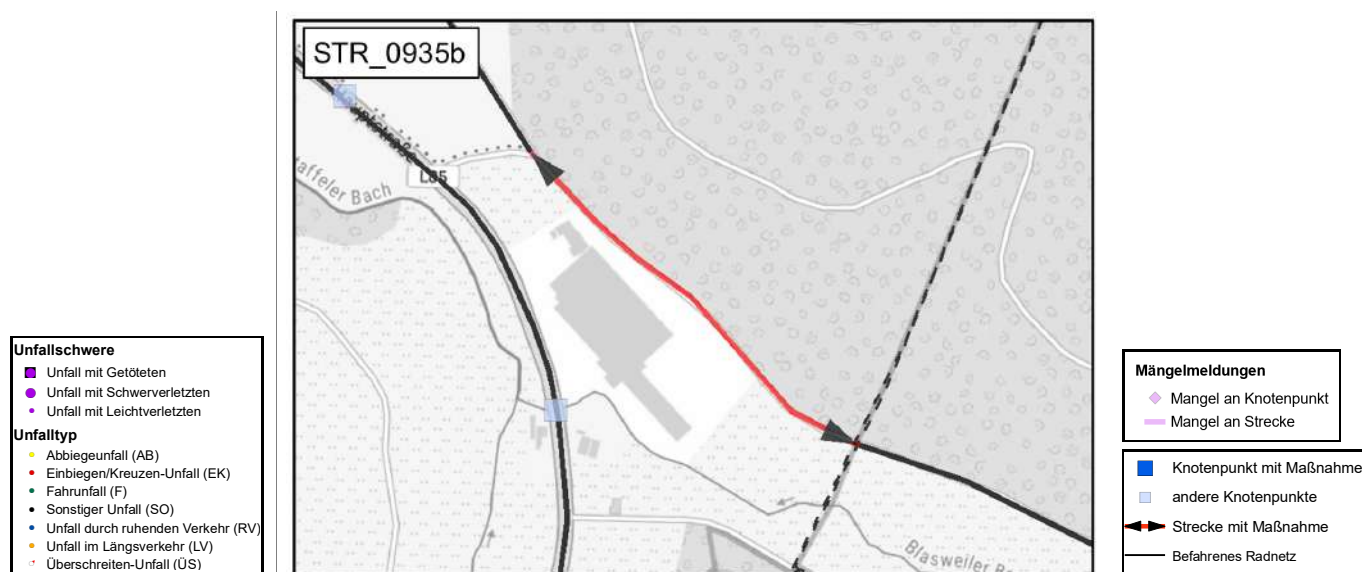 STR_0935b
L85
affeler Bach
Blasweiler B
Unfallschwere
Unfall mit Getöteten
Unfall mit Schwerverletzten
Unfall mit Leichtverletzten
Unfalltyp
Abbiegeunfall (AB)
Einbiegen/Kreuzen-Unfall (EK)
Fahrunfall (F)
Sonstiger Unfall (SO)
Unfall durch ruhenden Verkehr (RV)
Unfall im Längsverkehr (LV)
Überschreiten-Unfall (ÜS)
Mängelmeldungen
Mangel an Knotenpunkt
Mangel an Strecke
Knotenpunkt mit Maßnahme
andere Knotenpunkte
Strecke mit Maßnahme
Befahrenes Radnetz